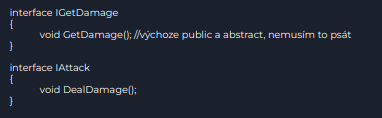 interface IGetDamage
{
void GetDamage(); //výchoze public a abstract, nemusím to psát
}
interface IAttack
{
void DealDamage();
}